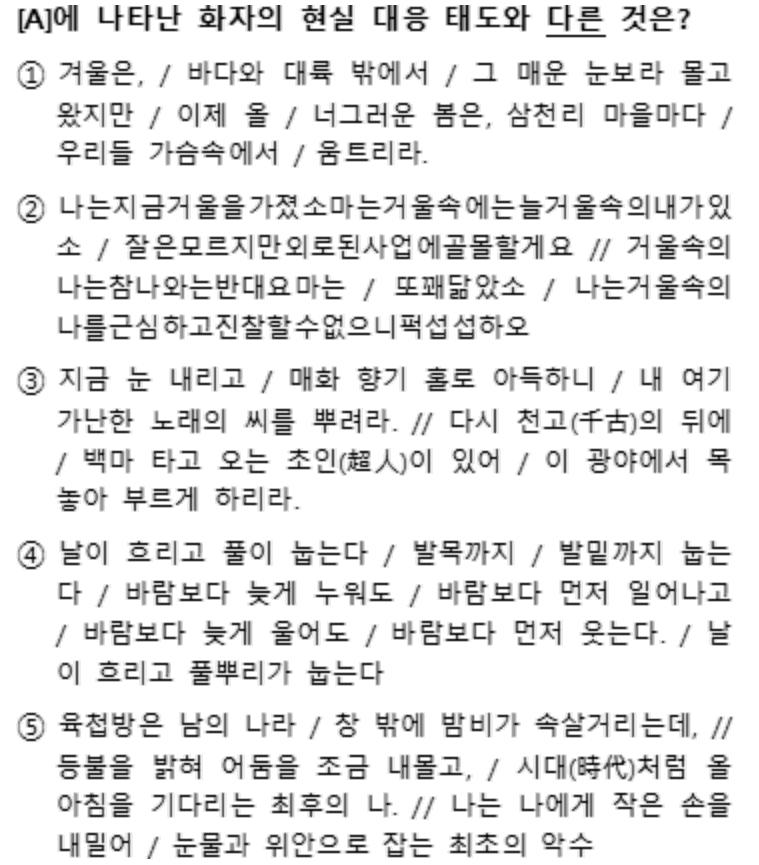 [A]에 나타난 화자의 현실 대응 태도와 다른 것은?
① 겨울은, / 바다와 대륙 밖에서 / 그 매운 눈보라 몰고
왔지만 / 이제 올 / 너그러운 봄은, 삼천리 마을마다 /
우리들 가슴속에서 / 움트리라.
② 나는지금거울을가졌소마는거울속에는늘거울속의내가있
소 / 잘은모르지만외로된사업에골몰할게요 // 거울속의
나는참나와는반대요마는 / 또꽤닮았소 / 나는거울속의
나를근심하고진찰할수없으니퍽섭섭하오
③ 지금 눈 내리고 / 매화 향기 홀로 아득하니 / 내 여기
가난한 노래의 씨를 뿌려라. // 다시 천고(千古)의 뒤에
/ 백마 타고 오는 초인(超人)이 있어 / 이 광야에서 목
놓아 부르게 하리라.
④ 날이 흐리고 풀이 눕는다 / 발목까지 / 발밑까지 눕는
다 / 바람보다 늦게 누워도 / 바람보다 먼저 일어나고
/ 바람보다 늦게 울어도 / 바람보다 먼저 웃는다. / 날
이 흐리고 풀뿌리가 눕는다
⑤ 육첩방은 남의 나라 / 창 밖에 밤비가 속살거리는데, //
등불을 밝혀 어둠을 조금 내몰고, / 시대(時代)처럼 올
아침을 기다리는 최후의 나. // 나는 나에게 작은 손을
내밀어 / 눈물과 위안으로 잡는 최초의 악수